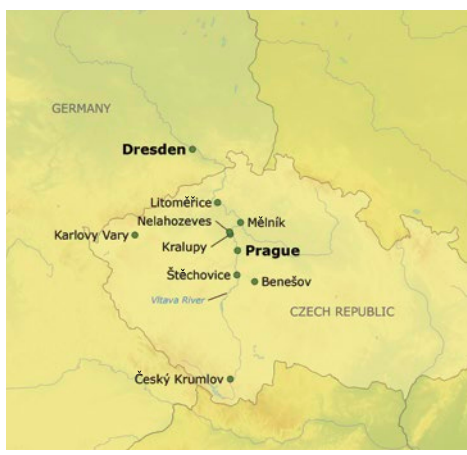 GERMANY
Dresden
Litoměřice
Nelahozeves
Mělník
Karlovy Vary
Kralupy
Prague
Štěchovice
Benešov
Vltava River
CZECH REPUBLIC
Český Krumlov